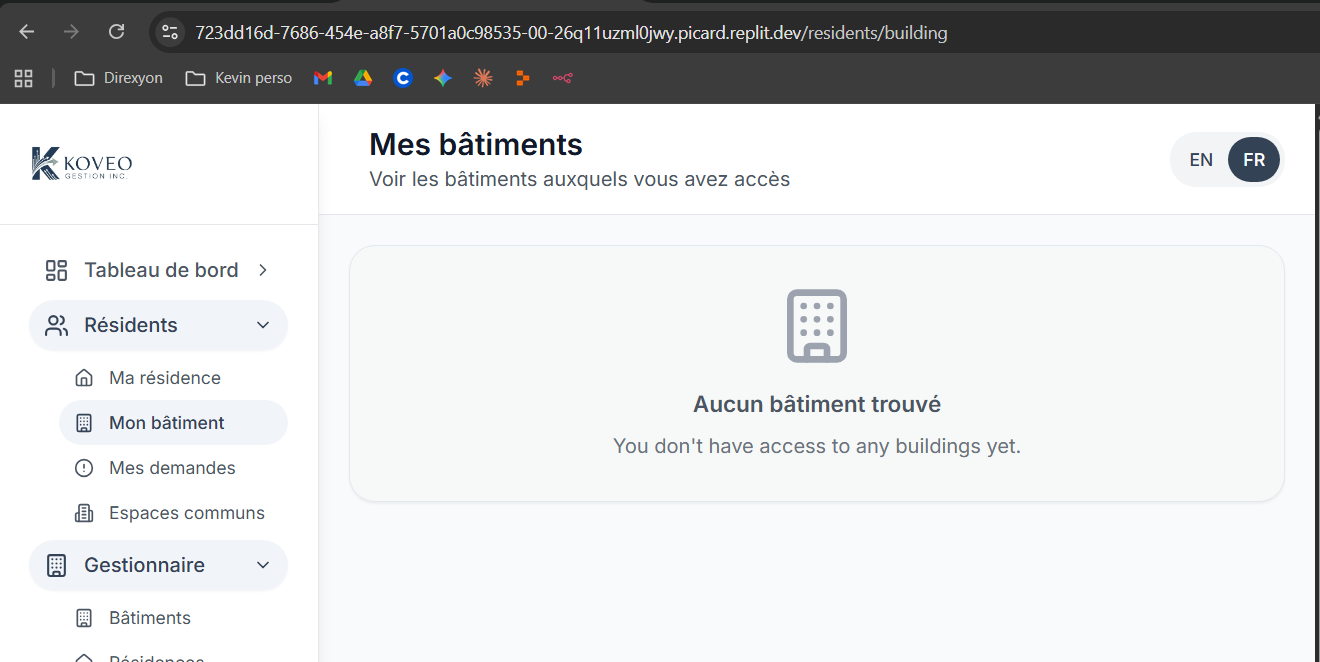 723dd16d-7686-454e-a8f7-5701a0c98535-00-26q11uzml0jwy.picard.replit.dev/residents/building
Direxyon
Kevin perso
KOVEO
GESTION INC.
Mes bâtiments
Voir les bâtiments auxquels vous avez accès
EN FR
Tableau de bord
Résidents
Ma résidence
Mon bâtiment
Mes demandes
Espaces communs
Gestionnaire
Bâtiments
Résidences
Aucun bâtiment trouvé
You don't have access to any buildings yet.